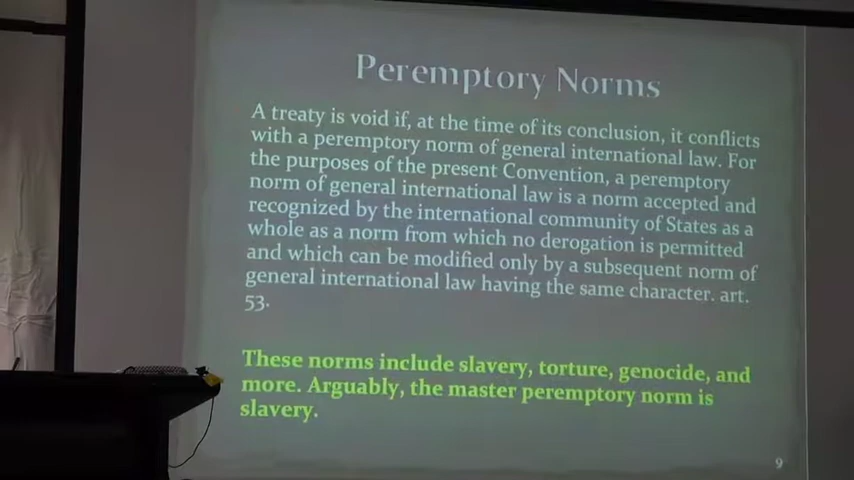 Peremptory Norms
A treaty is void if, at the time of its conclusion, it conflicts
with a peremptory norm of general international law. For
the purposes of the present Convention, a peremptory
norm of general international law is a norm accepted and
recognized by the international community of States as a
whole as a norm from which no derogation is permitted
and which can be modified only by a subsequent norm of
general international law having the same character. art.
53.
These norms include slavery, torture, genocide, and
more. Arguably, the master peremptory norm is
slavery.
9